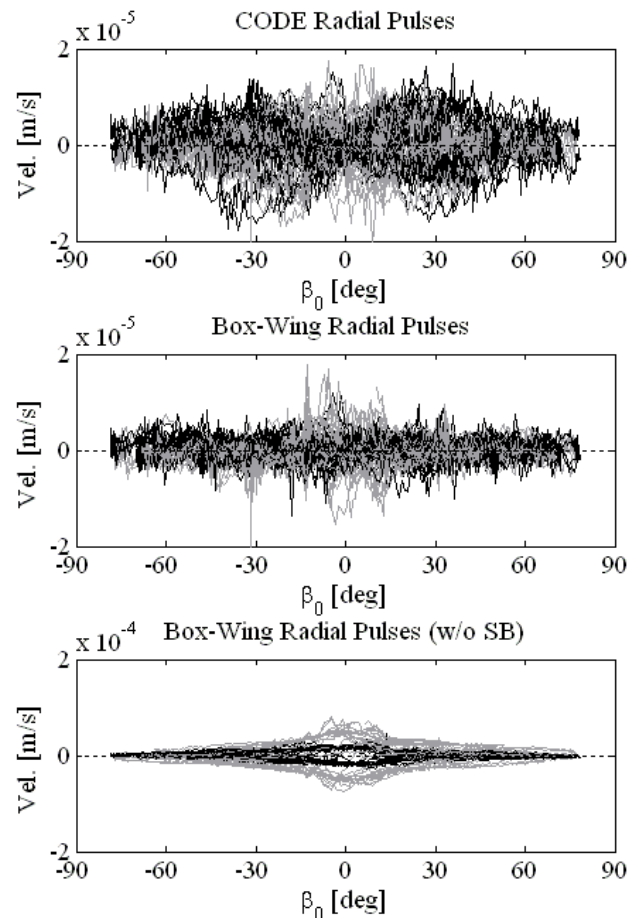 CODE Radial Pulses
x 10^-5
2
0
-2
Vel. [m/s]
-90 -60 -30 0 30 60 90
β₀ [deg]
Box-Wing Radial Pulses
x 10^-5
2
0
-2
Vel. [m/s]
-90 -60 -30 0 30 60 90
β₀ [deg]
Box-Wing Radial Pulses (w/o SB)
x 10^-4
2
0
-2
Vel. [m/s]
-90 -60 -30 0 30 60 90
β₀ [deg]